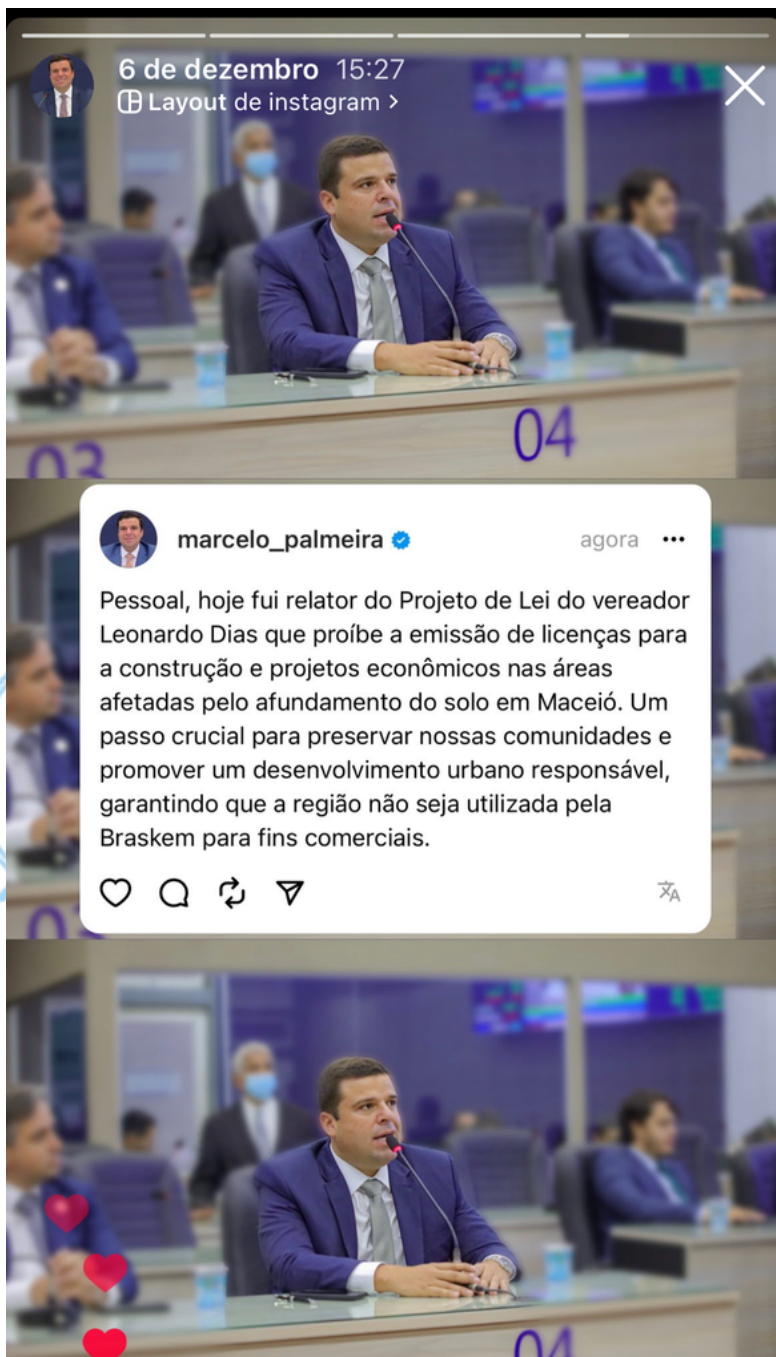 6 de dezembro 15:27
Layout de instagram >
04
03
marcelo_palmeira agora
Pessoal, hoje fui relator do Projeto de Lei do vereador
Leonardo Dias que proíbe a emissão de licenças para
a construção e projetos econômicos nas áreas
afetadas pelo afundamento do solo em Maceió. Um
passo crucial para preservar nossas comunidades e
promover um desenvolvimento urbano responsável,
garantindo que a região não seja utilizada pela
Braskem para fins comerciais.
03
04